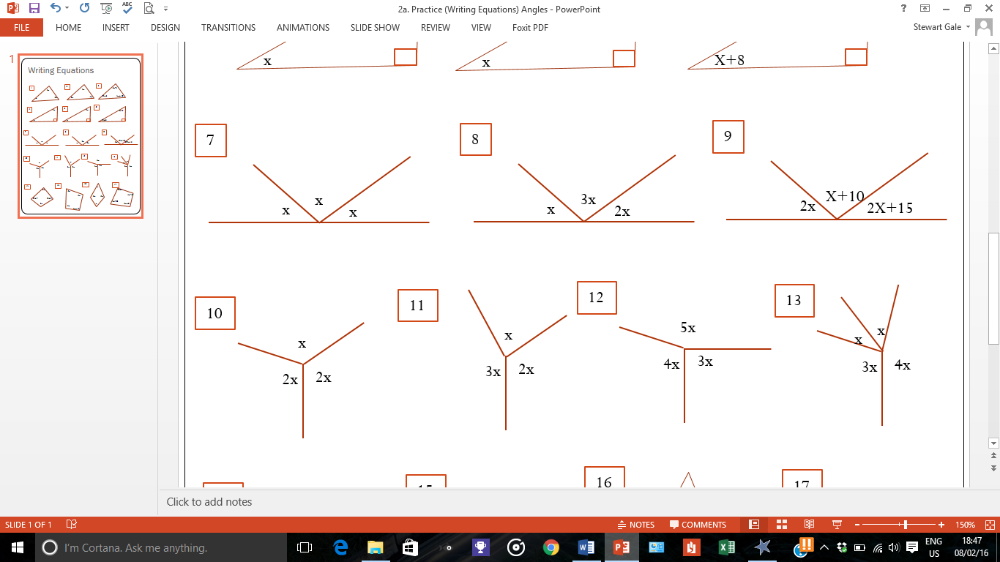 2a. Practice (Writing Equations) Angles - PowerPoint
ABC
?
FILE
HOME
INSERT
DESIGN
TRANSITIONS
ANIMATIONS
SLIDE SHOW
REVIEW
VIEW
Foxit PDF
Stewart Gale
1
Writing Equations
x
x
X+8
7
x
x
x
8
x
3x
2x
9
2x
X+10
2X+15
10
x
2x
2x
11
x
3x
2x
12
5x
4x
3x
13
x
x
3x
4x
15
16
17
Click to add notes
SLIDE 1 OF 1
NOTES
COMMENTS
150%
I'm Cortana. Ask me anything.
ENG
US
18:47
08/02/16